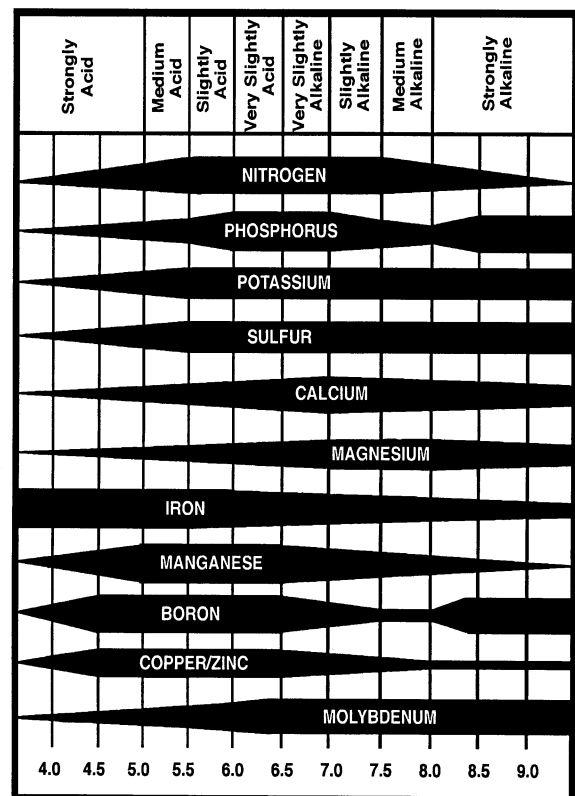 Strongly
Acid
Medium
Acid
Slightly
Acid
Very Slightly
Acid
Very Slightly
Alkaline
Slightly
Alkaline
Medium
Alkaline
Strongly
Alkaline
NITROGEN
PHOSPHORUS
POTASSIUM
SULFUR
CALCIUM
MAGNESIUM
IRON
MANGANESE
BORON
COPPER/ZINC
MOLYBDENUM
4.0 4.5 5.0 5.5 6.0 6.5 7.0 7.5 8.0 8.5 9.0